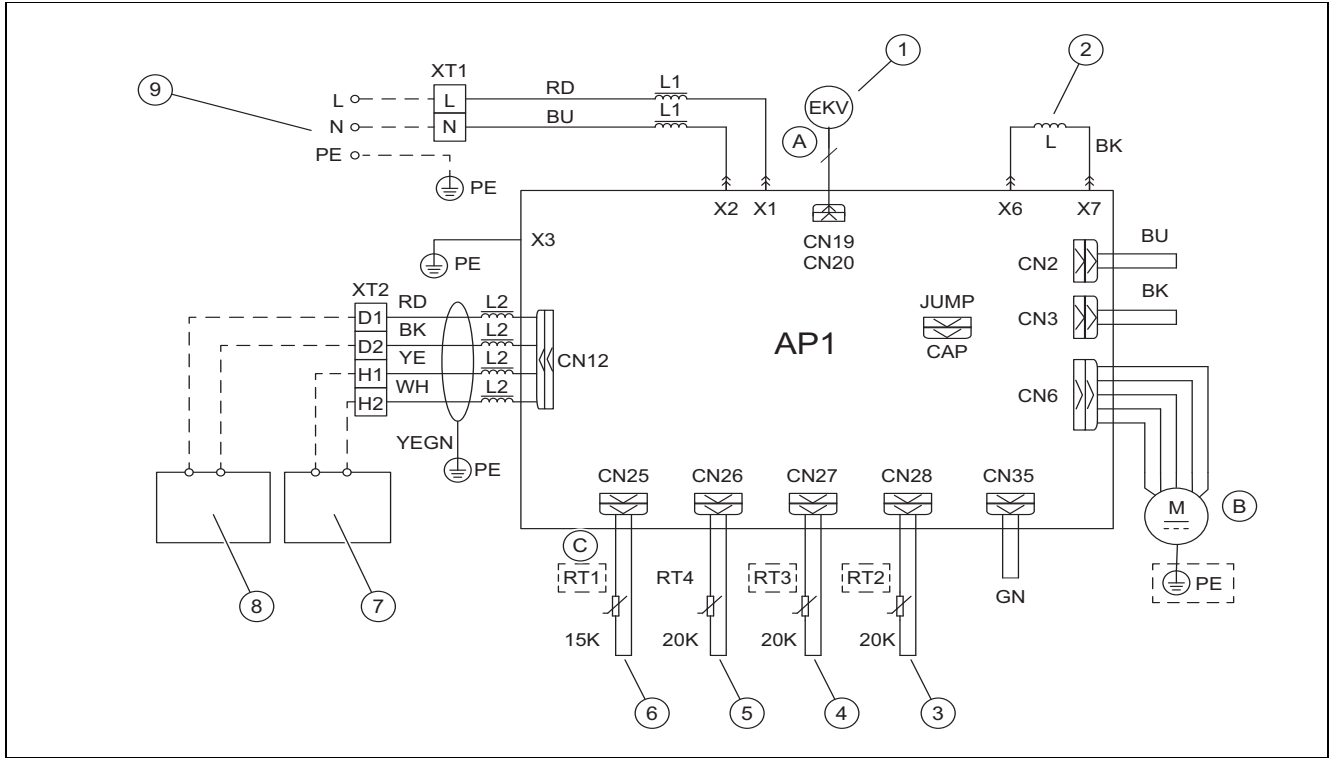 1
2
9
XT1
L
L
RD
L1
N
N
BU
L1
EKV
A
L
BK
PE
PE
X2
X1
X6
X7
X3
CN19
CN20
PE
CN2
BU
XT2
RD
L2
D1
BK
L2
D2
YE
L2
H1
WH
L2
H2
CN12
JUMP
CAP
AP1
CN3
BK
CN6
YEGN
PE
CN25
CN26
CN27
CN28
CN35
M
B
C
RT1
RT4
RT3
RT2
PE
GN
15K
20K
20K
20K
8
7
6
5
4
3